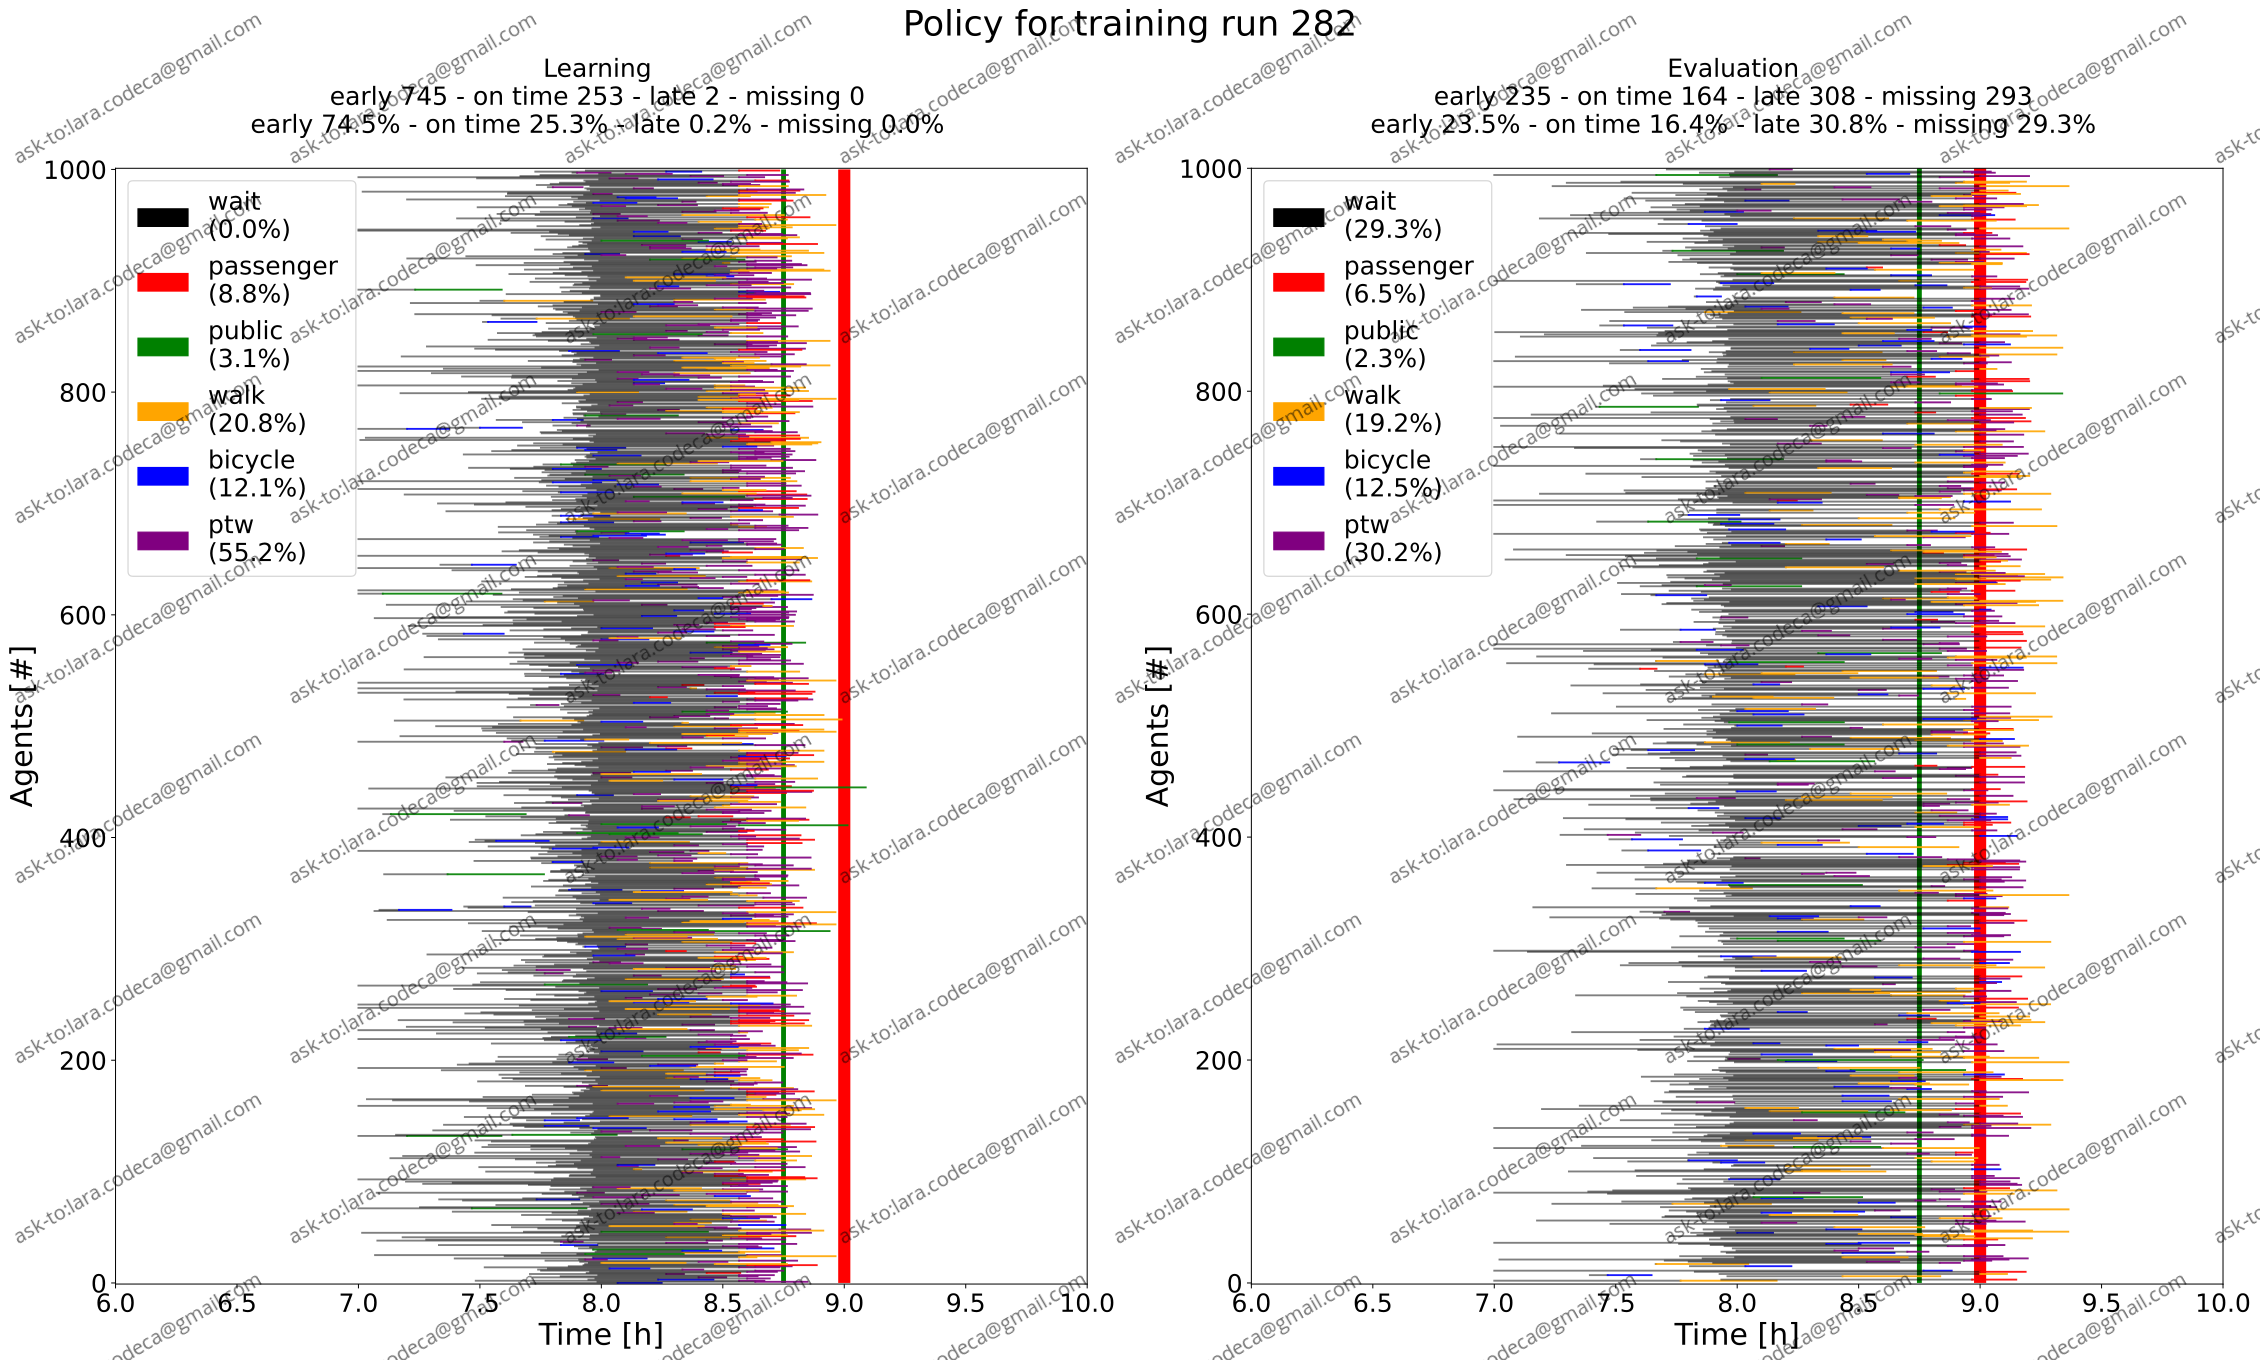 Policy for training run 282
Learning
early 745 - on time 253 - late 2 - missing 0
early 74.5% - on time 25.3% - late 0.2% - missing 0.0%
1000
800
600
400
200
0
Agents [#]
wait
(0.0%)
passenger
(8.8%)
public
(3.1%)
walk
(20.8%)
bicycle
(12.1%)
ptw
(55.2%)
6.0 6.5 7.0 7.5 8.0 8.5 9.0 9.5 10.0
Time [h]
Evaluation
early 235 - on time 164 - late 308 - missing 293
early 23.5% - on time 16.4% - late 30.8% - missing 29.3%
1000
800
600
400
200
0
Agents [#]
wait
(29.3%)
passenger
(6.5%)
public
(2.3%)
walk
(19.2%)
bicycle
(12.5%)
ptw
(30.2%)
6.0 6.5 7.0 7.5 8.0 8.5 9.0 9.5 10.0
Time [h]
ask-to:lara.codeca@gmail.com